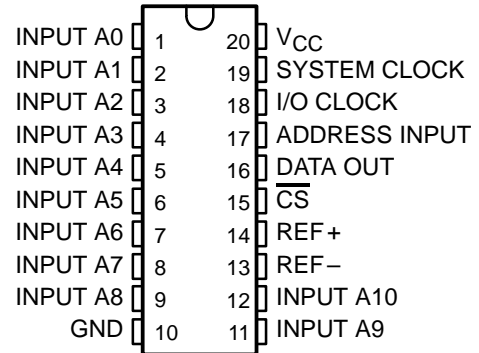 INPUT A0 1 20 VCC
INPUT A1 2 19 SYSTEM CLOCK
INPUT A2 3 18 I/O CLOCK
INPUT A3 4 17 ADDRESS INPUT
INPUT A4 5 16 DATA OUT
INPUT A5 6 15 C̅S̅
INPUT A6 7 14 REF+
INPUT A7 8 13 REF–
INPUT A8 9 12 INPUT A10
GND 10 11 INPUT A9